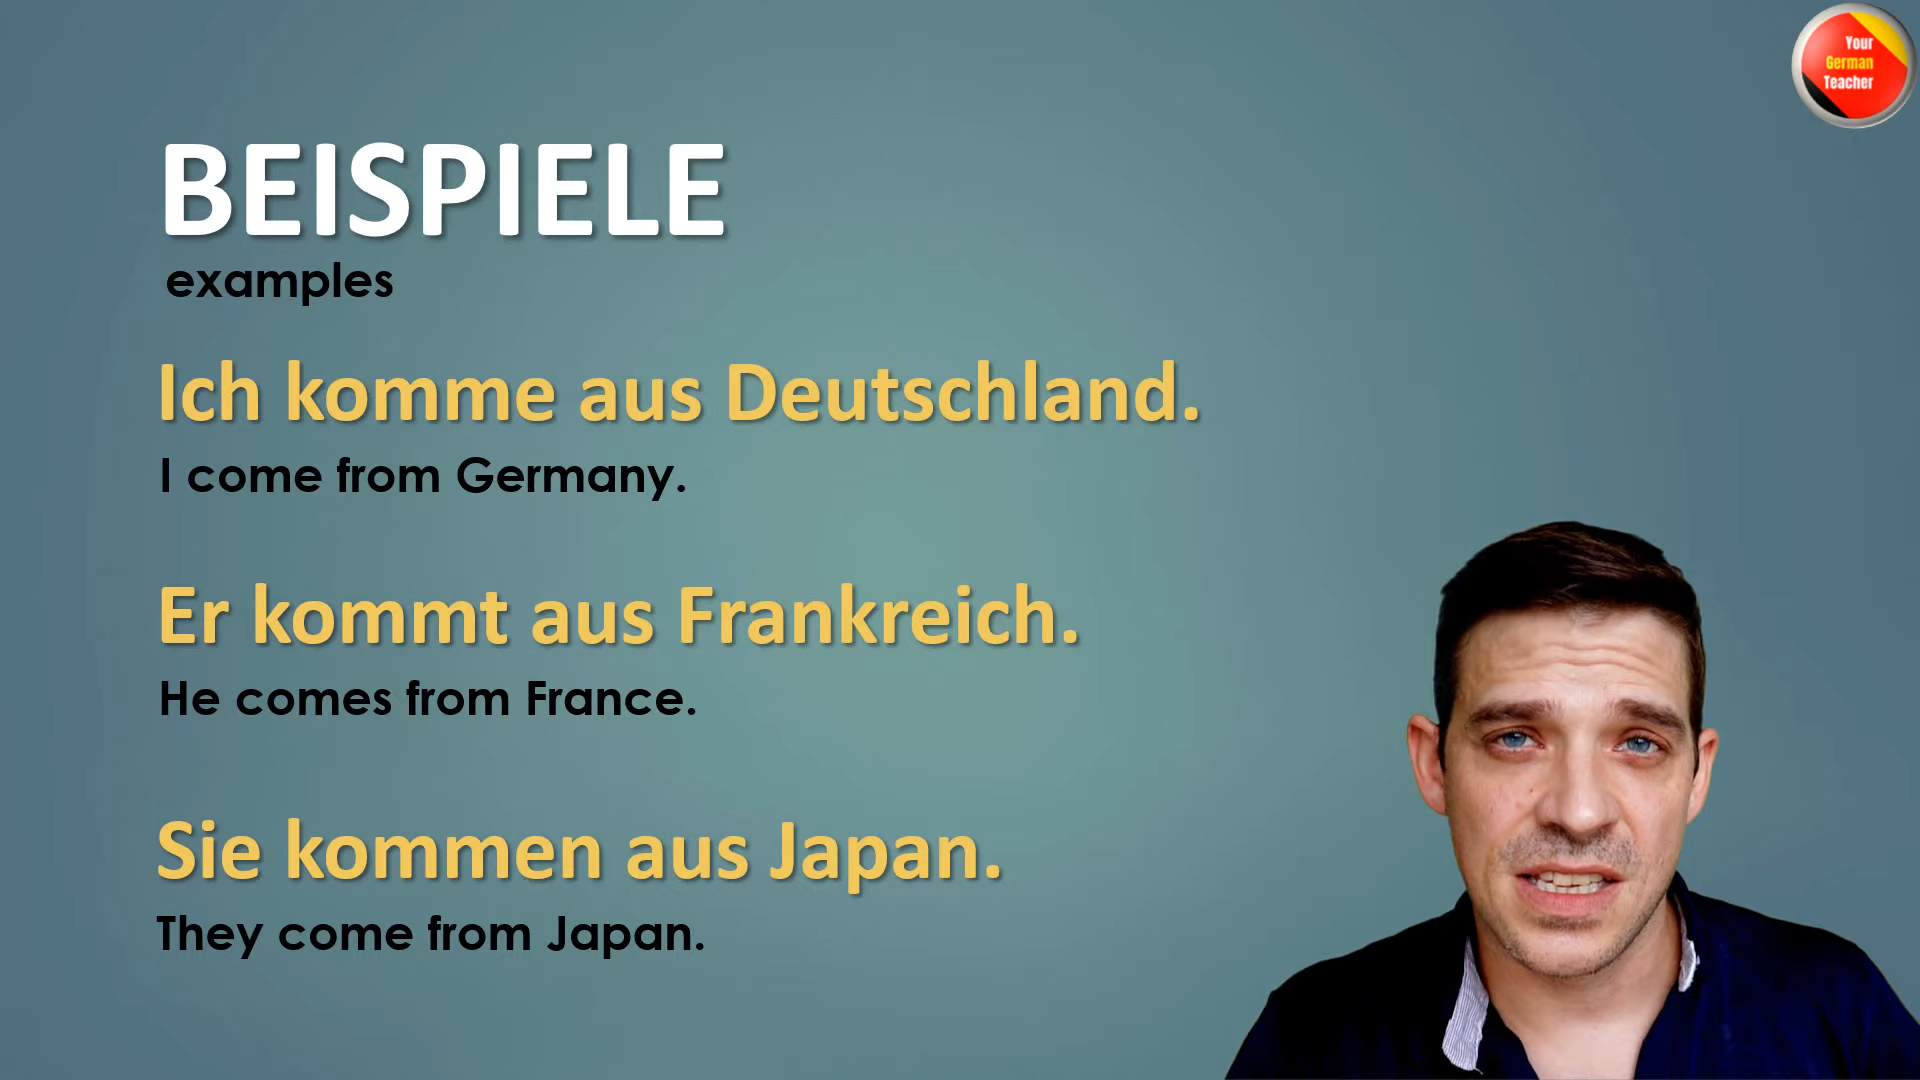 Your
German
Teacher
BEISPIELE
examples
Ich komme aus Deutschland.
I come from Germany.
Er kommt aus Frankreich.
He comes from France.
Sie kommen aus Japan.
They come from Japan.